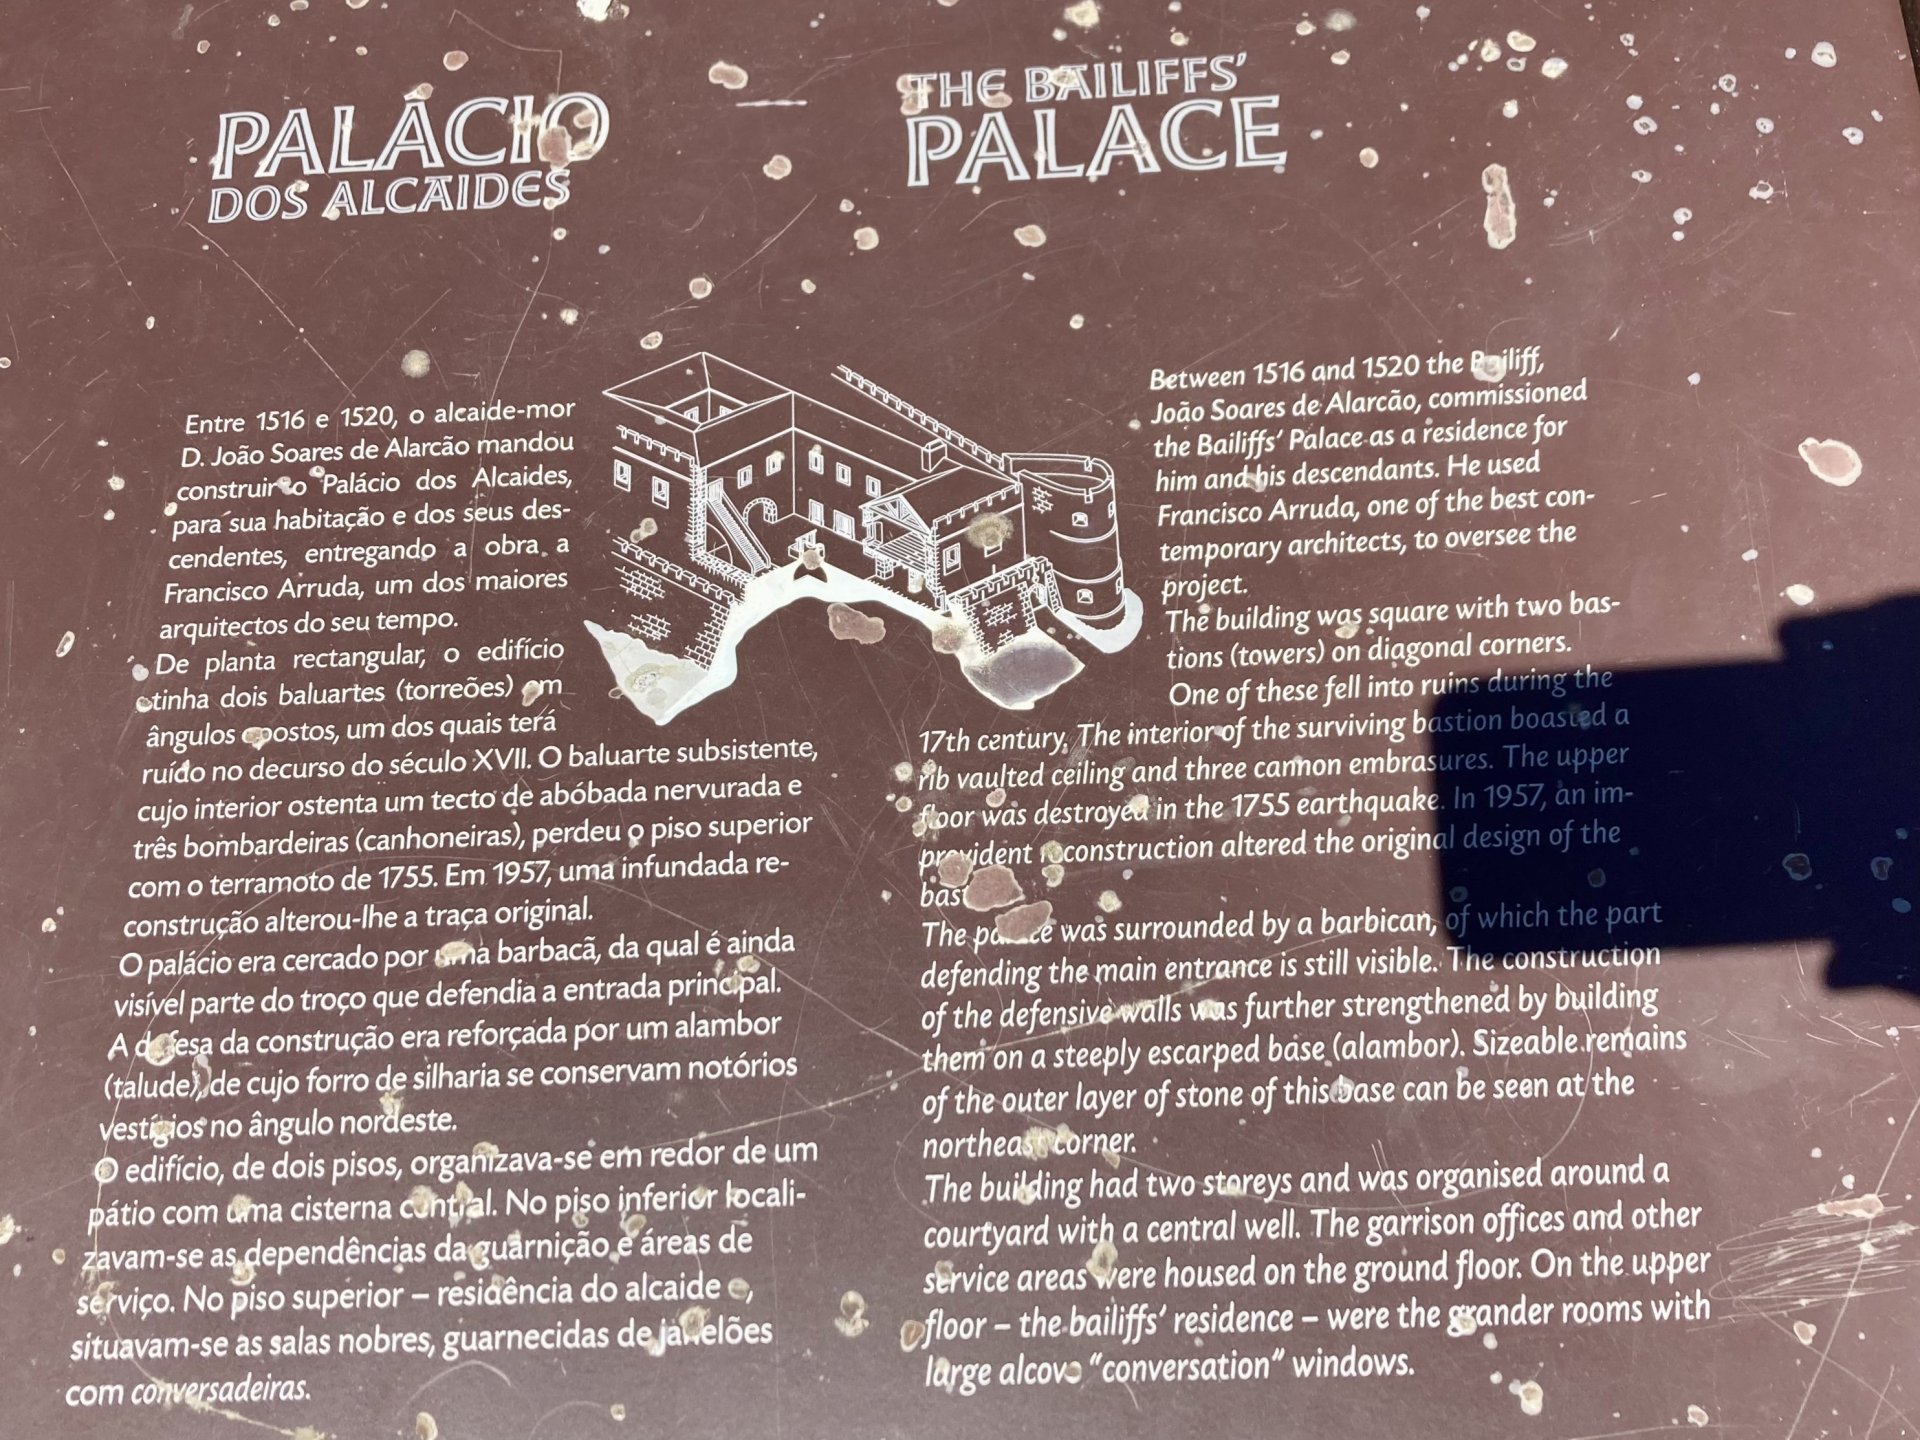 PALÁCIO
DOS ALCAIDES
Entre 1516 e 1520, o alcaide-mor
D. João Soares de Alarcão mandou
construir o Palácio dos Alcaides,
para sua habitação e dos seus des-
cendentes, entregando a obra a
Francisco Arruda, um dos maiores
arquitectos do seu tempo.
De planta rectangular, o edifício
tinha dois baluartes (torreões) em
ângulos opostos, um dos quais terá
ruído no decurso do século XVII. O baluarte subsistente,
cujo interior ostenta um tecto de abóbada nervurada e
três bombardeiras (canhoneiras), perdeu o piso superior
com o terramoto de 1755. Em 1957, uma infundada re-
construção alterou-lhe a traça original.
O palácio era cercado por uma barbacã, da qual é ainda
visível parte do troço que defendia a entrada principal.
A defesa da construção era reforçada por um alambor
(talude), de cujo forro de silharia se conservam notórios
vestígios no ângulo nordeste.
O edifício, de dois pisos, organizava-se em redor de um
pátio com uma cisterna central. No piso inferior locali-
zavam-se as dependências da guarnição e áreas de
serviço. No piso superior – residência do alcaide –,
situavam-se as salas nobres, guarnecidas de janelões
com conversadeiras.
THE BAILIFFS'
PALACE
Between 1516 and 1520 the Bailiff,
João Soares de Alarcão, commissioned
the Bailiffs' Palace as a residence for
him and his descendants. He used
Francisco Arruda, one of the best con-
temporary architects, to oversee the
project.
The building was square with two bas-
tions (towers) on diagonal corners.
One of these fell into ruins during the
17th century. The interior of the surviving bastion boasted a
rib vaulted ceiling and three cannon embrasures. The upper
floor was destroyed in the 1755 earthquake. In 1957, an im-
provident reconstruction altered the original design of the
The palace was surrounded by a barbican, of which the part
defending the main entrance is still visible. The construction
of the defensive walls was further strengthened by building
them on a steeply escarped base (alambor). Sizeable remains
of the outer layer of stone of this base can be seen at the
northeast corner.
The building had two storeys and was organised around a
courtyard with a central well. The garrison offices and other
service areas were housed on the ground floor. On the upper
floor – the bailiffs' residence – were the grander rooms with
large alcove "conversation" windows.